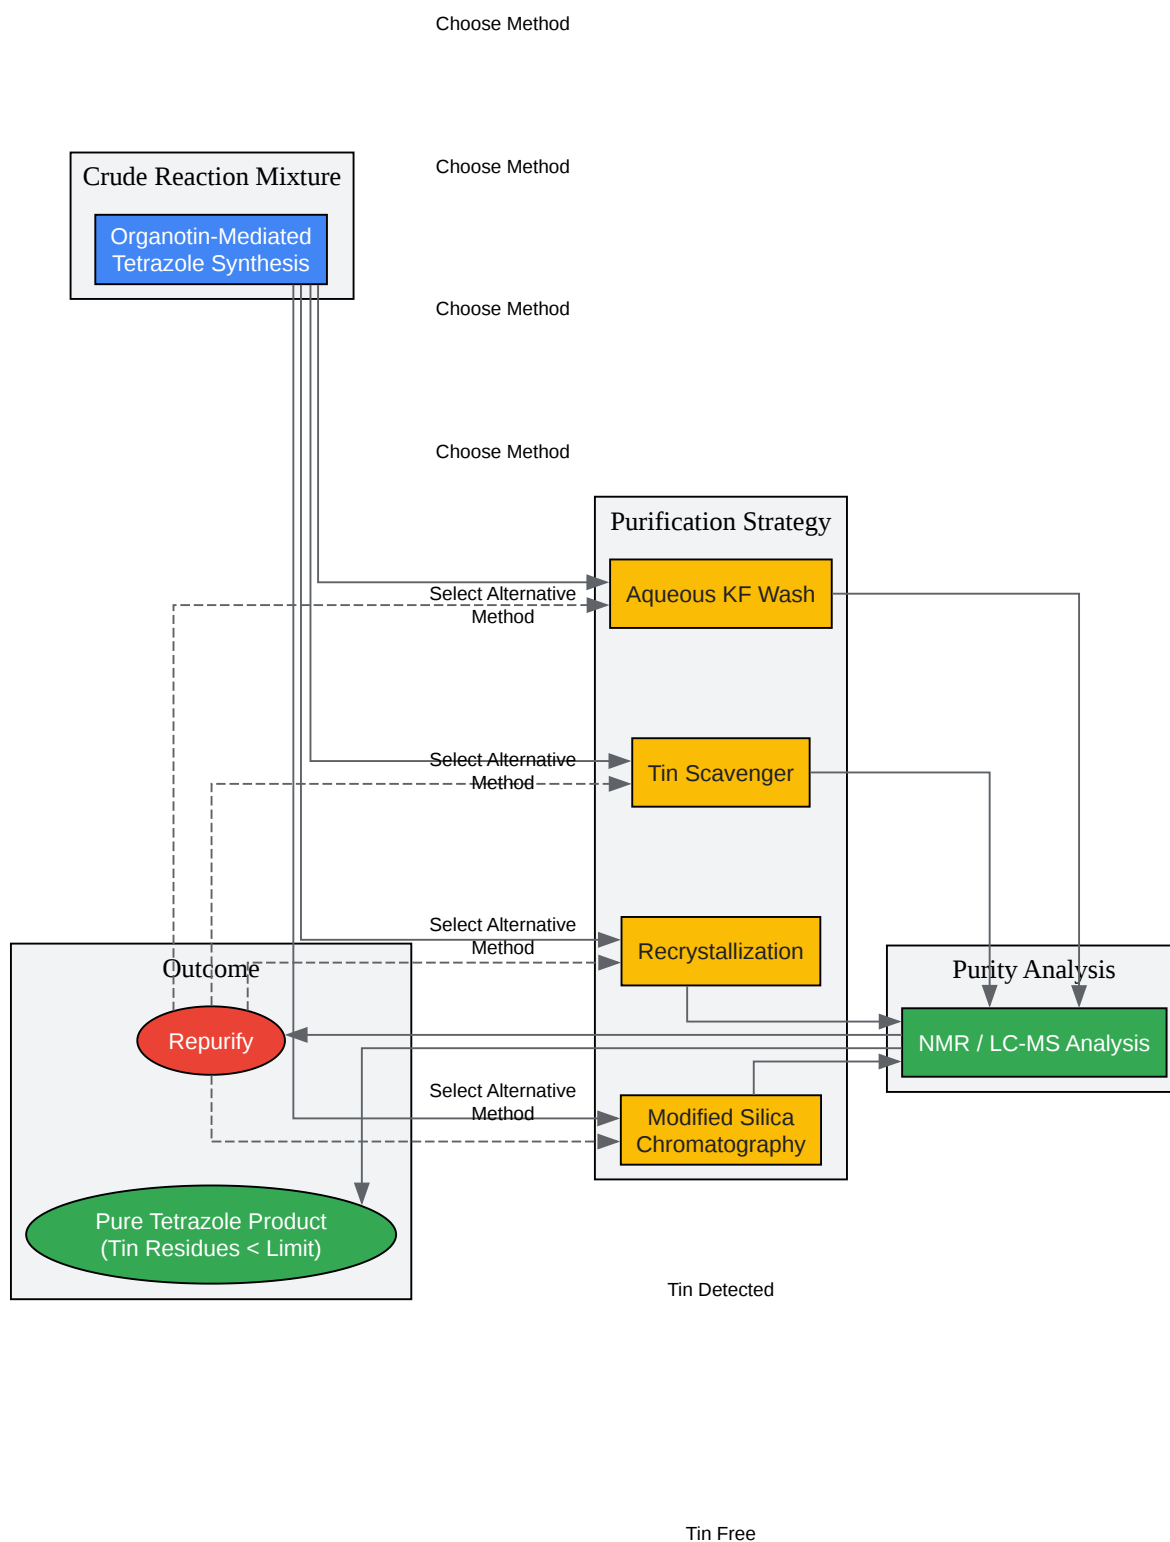 Choose Method
Choose Method
Crude Reaction Mixture
Organotin-Mediated
Tetrazole Synthesis
Choose Method
Choose Method
Purification Strategy
Aqueous KF Wash
Select Alternative
Method
Select Alternative
Method
Tin Scavenger
Select Alternative
Method
Recrystallization
Outcome
Purity Analysis
Repurify
NMR / LC-MS Analysis
Select Alternative
Method
Modified Silica
Chromatography
Pure Tetrazole Product
(Tin Residues < Limit)
Tin Detected
Tin Free